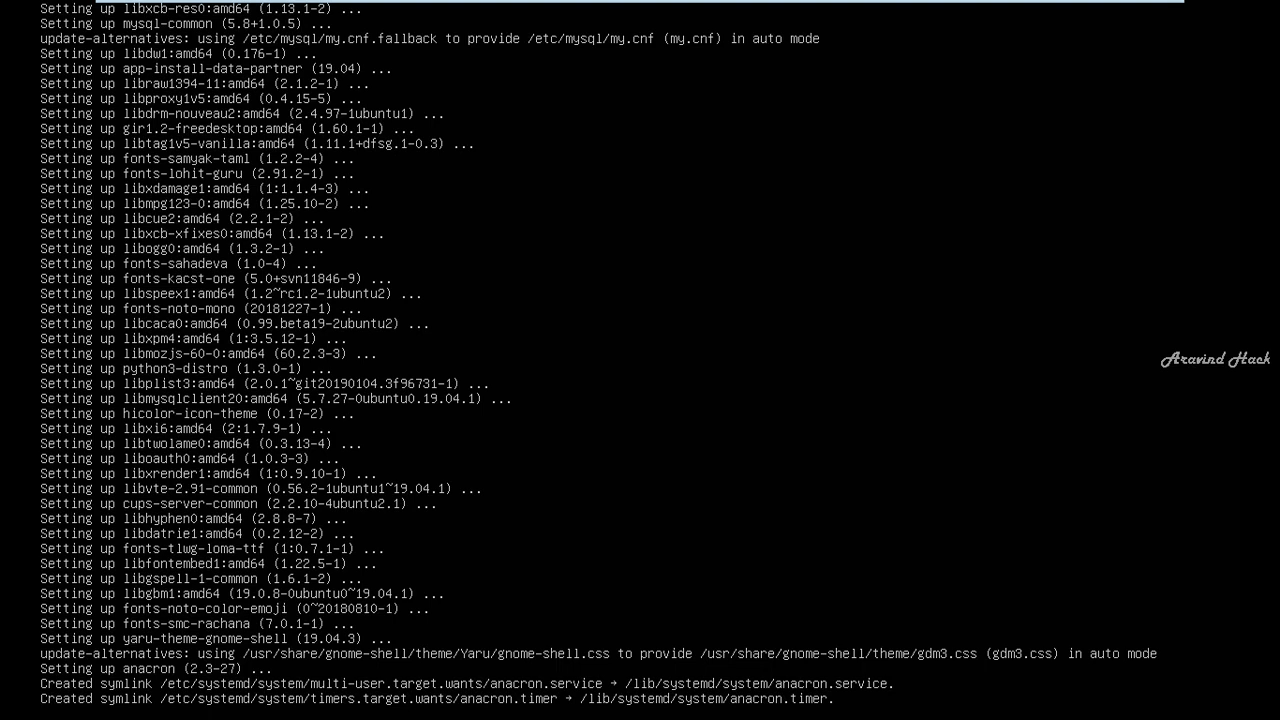 Setting up libxcb-res0:amd64 (1.13.1-2) ...
Setting up mysql-common (5.8+1.0.5) ...
update-alternatives: using /etc/mysql/my.cnf.fallback to provide /etc/mysql/my.cnf (my.cnf) in auto mode
Setting up libdw1:amd64 (0.176-1) ...
Setting up app-install-data-partner (19.04) ...
Setting up libraw1394-11:amd64 (2.1.2-1) ...
Setting up libproxy1v5:amd64 (0.4.15-5) ...
Setting up libdrm-nouveau2:amd64 (2.4.97-1ubuntu1) ...
Setting up gir1.2-freedesktop:amd64 (1.60.1-1) ...
Setting up libtag1v5-vanilla:amd64 (1.11.1+dfsg.1-0.3) ...
Setting up fonts-samyak-taml (1.2.2-4) ...
Setting up fonts-lohit-guru (2.91.2-1) ...
Setting up libxdamage1:amd64 (1:1.1.4-3) ...
Setting up libmpg123-0:amd64 (1.25.10-2) ...
Setting up libcue2:amd64 (2.2.1-2) ...
Setting up libxcb-xfixes0:amd64 (1.13.1-2) ...
Setting up libogg0:amd64 (1.3.2-1) ...
Setting up fonts-sahadeva (1.0-4) ...
Setting up fonts-kacst-one (5.0+svn11846-9) ...
Setting up libspeex1:amd64 (1.2~rc1.2-1ubuntu2) ...
Setting up fonts-noto-mono (20181227-1) ...
Setting up libcaca0:amd64 (0.99.beta19-2ubuntu2) ...
Setting up libxpm4:amd64 (1:3.5.12-1) ...
Setting up libmozjs-60-0:amd64 (60.2.3-3) ...
Setting up python3-distro (1.3.0-1) ...
Aravind Hack
Setting up libplist3:amd64 (2.0.1~git20190104.3f96731-1) ...
Setting up libmysqlclient20:amd64 (5.7.27-0ubuntu0.19.04.1) ...
Setting up hicolor-icon-theme (0.17-2) ...
Setting up libxi6:amd64 (2:1.7.9-1) ...
Setting up libtwolame0:amd64 (0.3.13-4) ...
Setting up liboauth0:amd64 (1.0.3-3) ...
Setting up libxrender1:amd64 (1:0.9.10-1) ...
Setting up libvte-2.91-common (0.56.2-1ubuntu1~19.04.1) ...
Setting up cups-server-common (2.2.10-4ubuntu2.1) ...
Setting up libhyphen0:amd64 (2.8.8-7) ...
Setting up libdatrie1:amd64 (0.2.12-2) ...
Setting up fonts-tlwg-loma-ttf (1:0.7.1-1) ...
Setting up libfontembed1:amd64 (1.22.5-1) ...
Setting up libgspell-1-common (1.6.1-2) ...
Setting up libgbm1:amd64 (19.0.8-0ubuntu0~19.04.1) ...
Setting up fonts-noto-color-emoji (0~20180810-1) ...
Setting up fonts-smc-rachana (7.0.1-1) ...
Setting up yaru-theme-gnome-shell (19.04.3) ...
update-alternatives: using /usr/share/gnome-shell/theme/Yaru/gnome-shell.css to provide /usr/share/gnome-shell/theme/gdm3.css (gdm3.css) in auto mode
Setting up anacron (2.3-27) ...
Created symlink /etc/systemd/system/multi-user.target.wants/anacron.service → /lib/systemd/system/anacron.service.
Created symlink /etc/systemd/system/timers.target.wants/anacron.timer → /lib/systemd/system/anacron.timer.